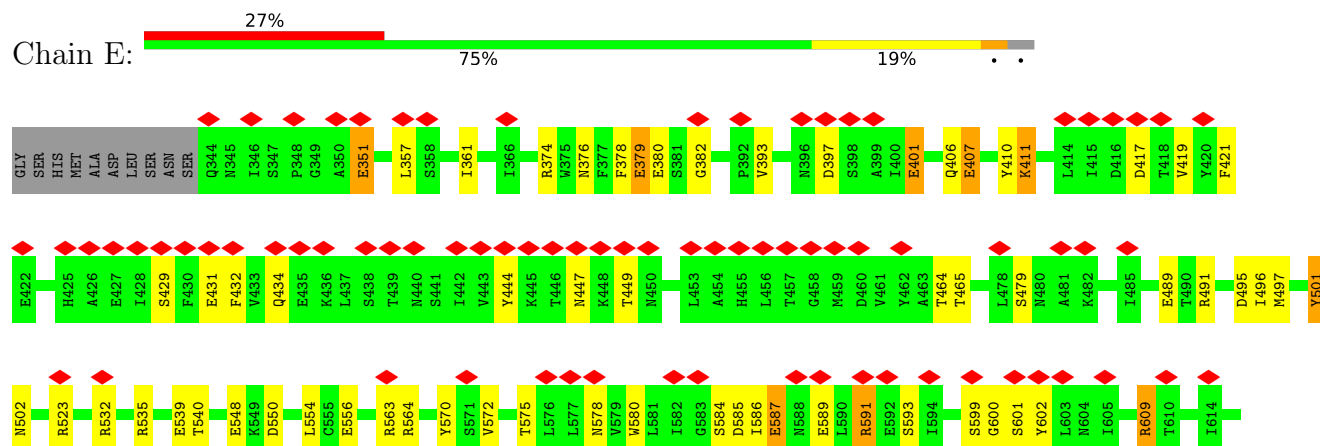 27%
Chain E:
75% 19% • •
GLY SER HIS MET ALA ASP LEU SER ASN SER Q344 N345 I346 S347 P348 G349 A350 E351 L357 S358 I361 I366 R374 W375 N376 F377 F378 E379 E380 S381 G382 P392 V393 N396 D397 S398 A399 I400 E401 Q406 E407 Y410 K411 L414 I415 D416 D417 T418 V419 Y420 F421
E422 H425 A426 E427 I428 S429 F430 E431 F432 V433 Q434 E435 K436 L437 S438 T439 N440 S441 I442 V443 Y444 K445 T446 N447 K448 T449 N450 L453 A454 H455 L456 T457 G458 M459 D460 V461 Y462 A463 T464 T465 L478 S479 N480 A481 K482 I485 E489 T490 R491 D495 I496 M497 Y501
N502 R523 R532 R535 E539 T540 E548 K549 D550 L554 C555 E556 R563 R564 Y570 S571 V572 T575 L576 L577 N578 V579 W580 L581 I582 G583 S584 D585 I586 E587 N588 E589 L590 R591 E592 S593 I594 S599 G600 S601 Y602 L603 N604 I605 R609 T610 I614